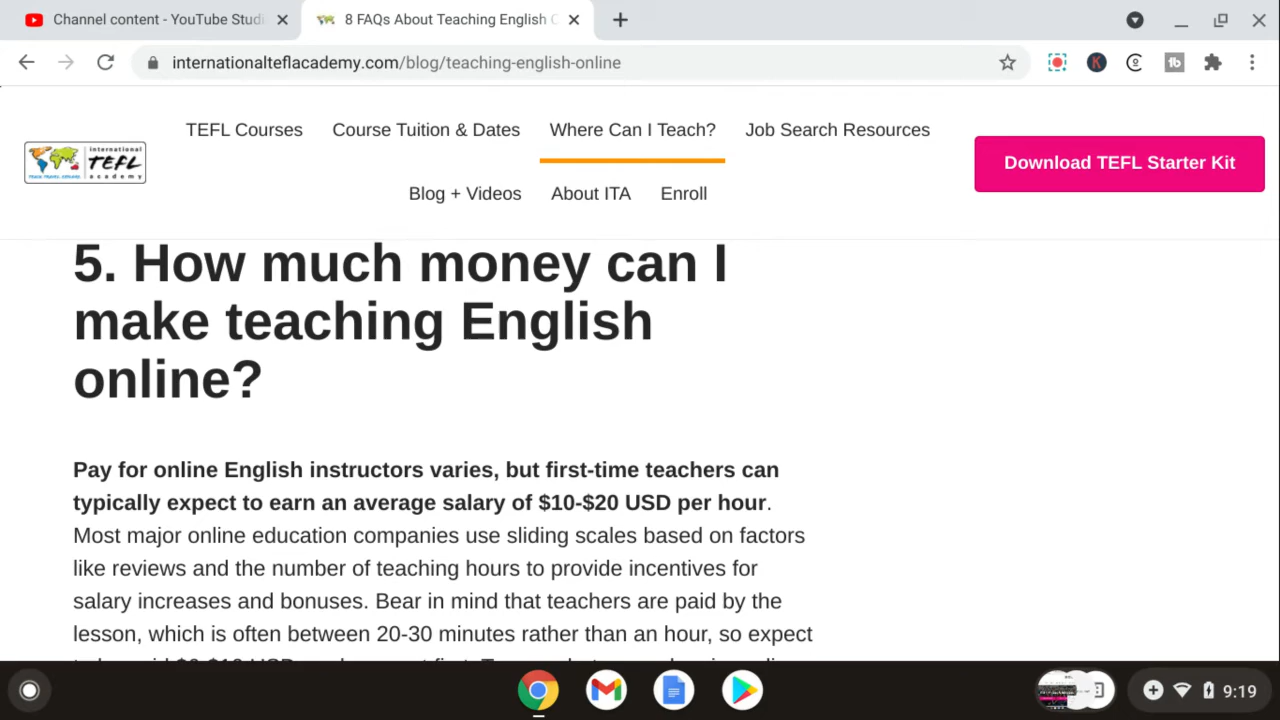 Channel content - YouTube Studi
8 FAQs About Teaching English O
internationalteflacademy.com/blog/teaching-english-online
TEFL Courses
Course Tuition & Dates
Where Can I Teach?
Job Search Resources
Download TEFL Starter Kit
international
TEFL
academy
Blog + Videos
About ITA
Enroll
5. How much money can I
make teaching English
online?
Pay for online English instructors varies, but first-time teachers can
typically expect to earn an average salary of $10-$20 USD per hour.
Most major online education companies use sliding scales based on factors
like reviews and the number of teaching hours to provide incentives for
salary increases and bonuses. Bear in mind that teachers are paid by the
lesson, which is often between 20-30 minutes rather than an hour, so expect
9:19